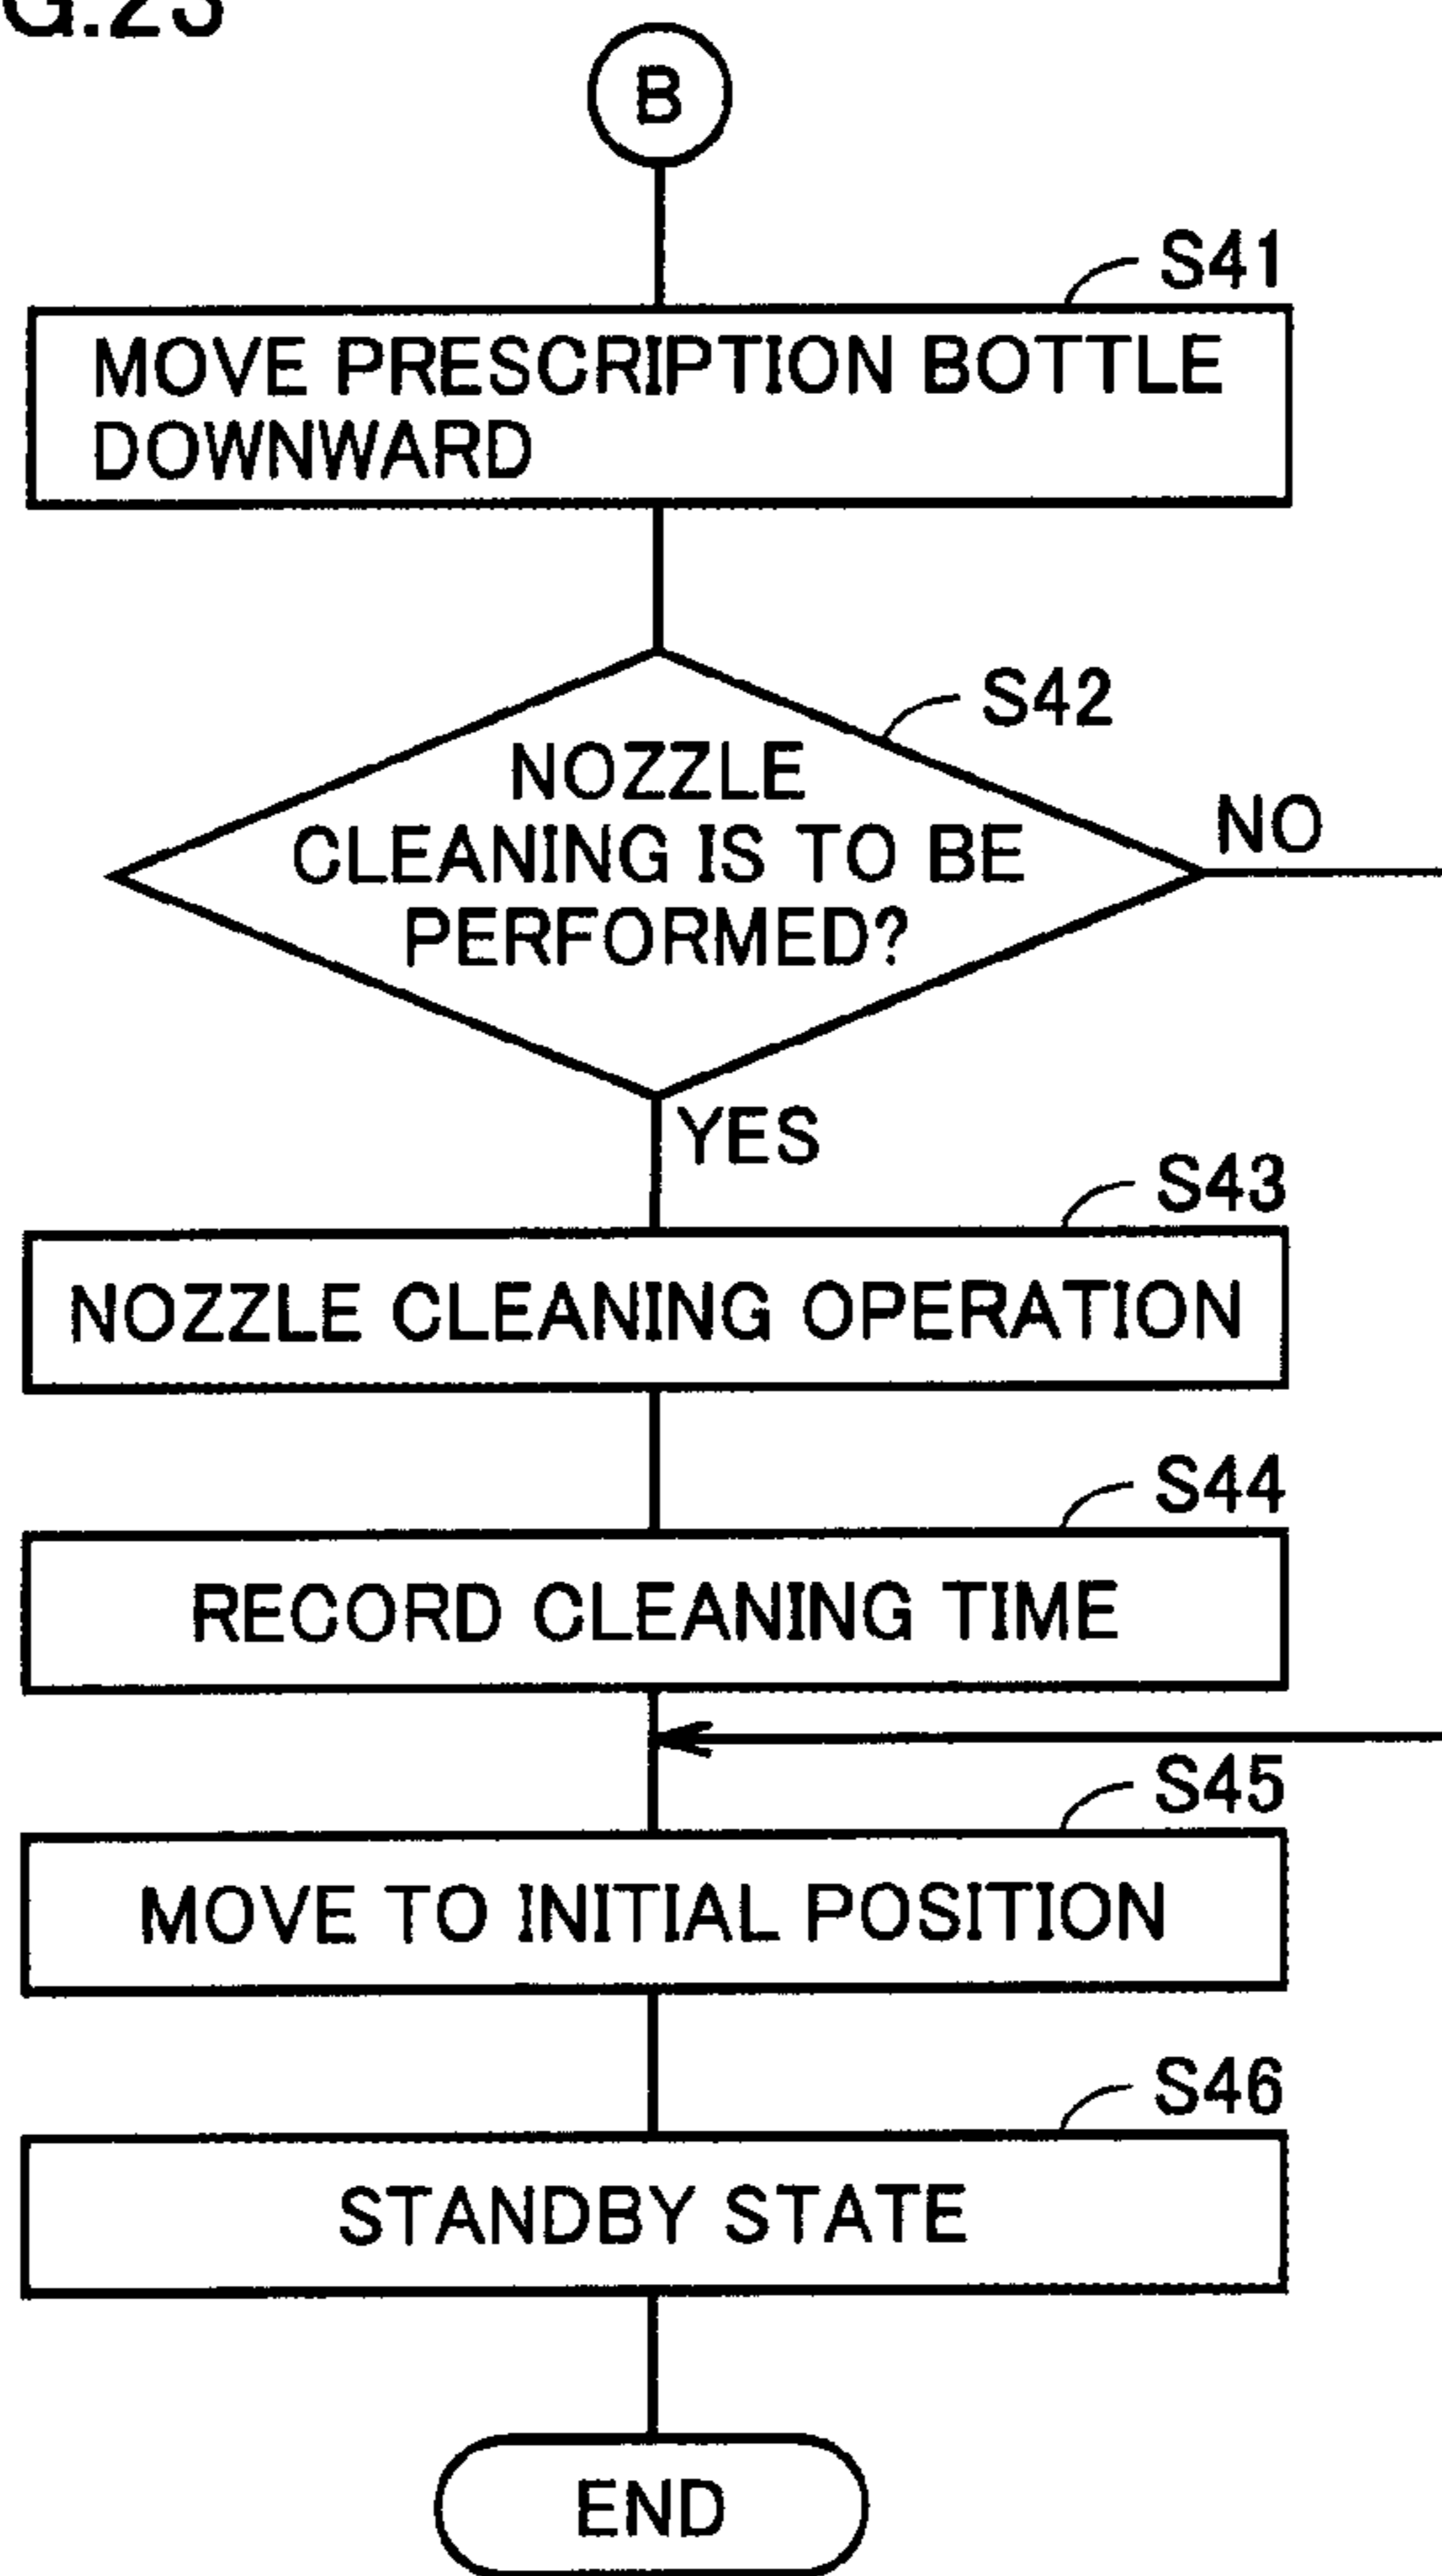 G.23
B
S41
MOVE PRESCRIPTION BOTTLE
DOWNWARD
S42
NOZZLE
CLEANING IS TO BE
PERFORMED?
NO
YES
S43
NOZZLE CLEANING OPERATION
S44
RECORD CLEANING TIME
S45
MOVE TO INITIAL POSITION
S46
STANDBY STATE
END